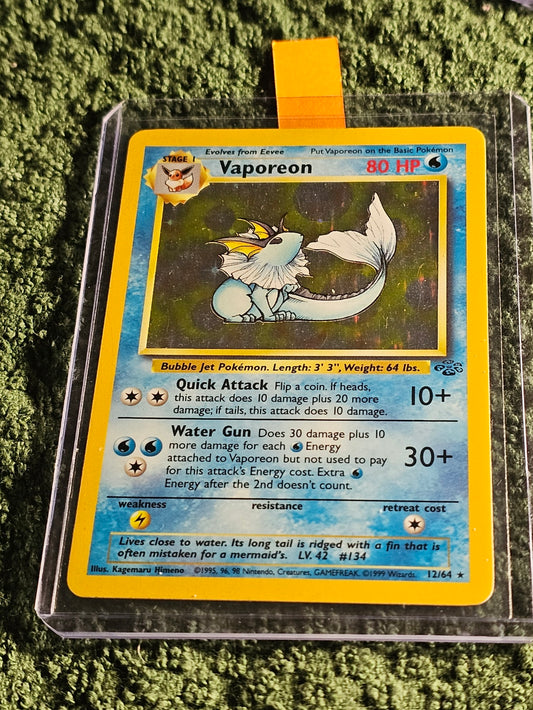 Evolves from Eevee Put Vaporeon on the Basic Pokémon
STAGE 1
Vaporeon 80 HP
Bubble Jet Pokémon. Length: 3' 3", Weight: 64 lbs.
Quick Attack Flip a coin. If heads,
this attack does 10 damage plus 20 more
damage; if tails, this attack does 10 damage.
10+
Water Gun Does 30 damage plus 10
more damage for each Energy
attached to Vaporeon but not used to pay
for this attack's Energy cost. Extra
Energy after the 2nd doesn't count.
30+
weakness resistance retreat cost
Lives close to water. Its long tail is ridged with a fin that is
often mistaken for a mermaid's. LV. 42 #134
Illus. Kagemaru Himeno ©1995, 96, 98 Nintendo, Creatures, GAMEFREAK. ©1999 Wizards. 12/64 ★